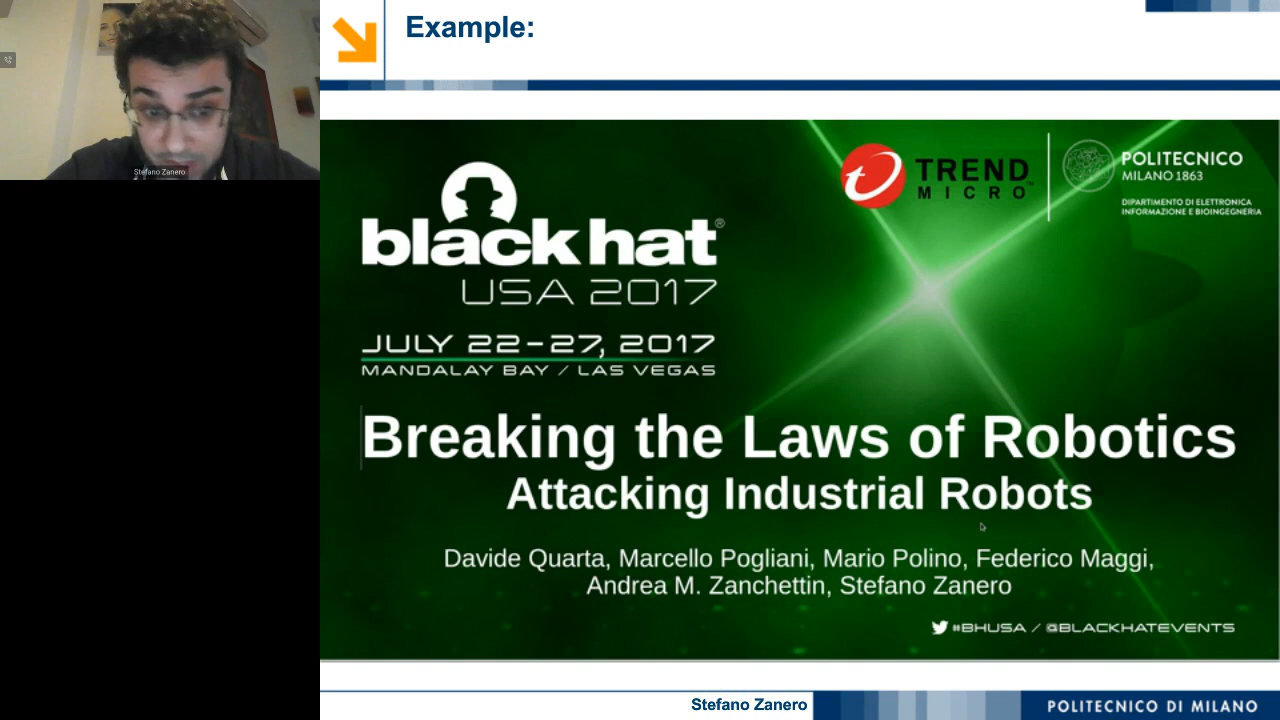 Stefano Zanero
Example:
TREND
MICRO™
POLITECNICO
MILANO 1863
DIPARTIMENTO DI ELETTRONICA
INFORMAZIONE E BIOINGEGNERIA
black hat®
USA 2017
JULY 22-27, 2017
MANDALAY BAY / LAS VEGAS
Breaking the Laws of Robotics
Attacking Industrial Robots
Davide Quarta, Marcello Pogliani, Mario Polino, Federico Maggi,
Andrea M. Zanchettin, Stefano Zanero
#BHUSA / @BLACKHATEVENTS
Stefano Zanero
POLITECNICO DI MILANO